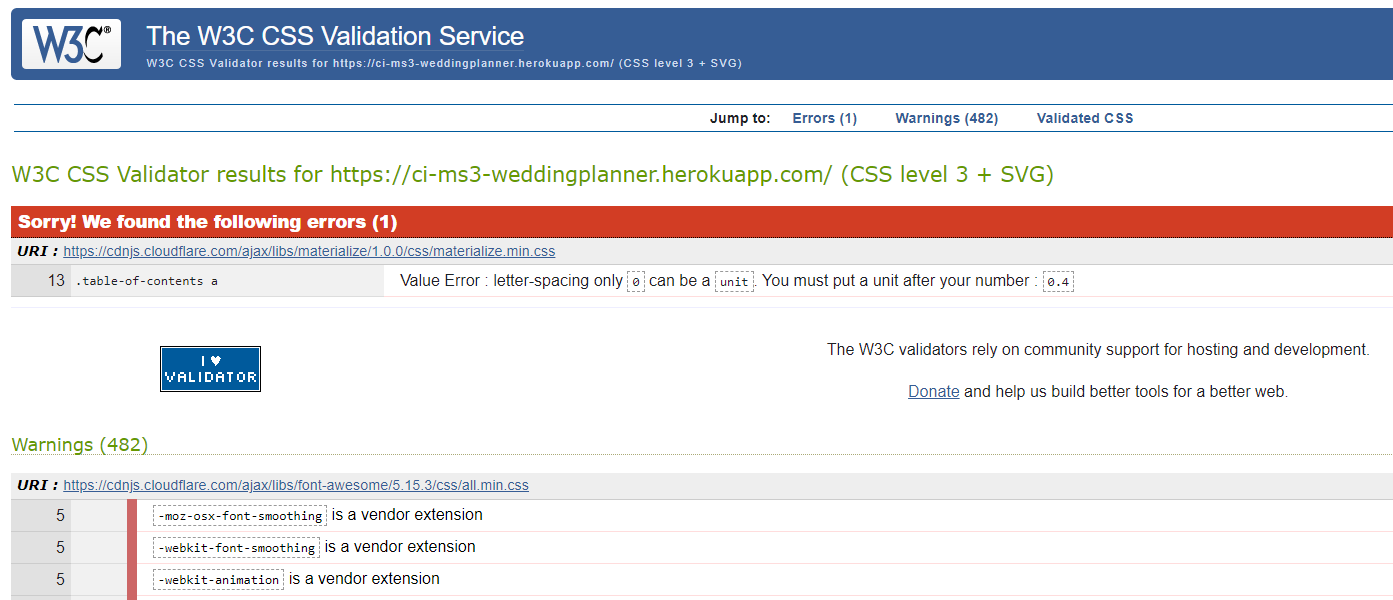 W3C® The W3C CSS Validation Service
W3C CSS Validator results for https://ci-ms3-weddingplanner.herokuapp.com/ (CSS level 3 + SVG)
Jump to: Errors (1) Warnings (482) Validated CSS
W3C CSS Validator results for https://ci-ms3-weddingplanner.herokuapp.com/ (CSS level 3 + SVG)
Sorry! We found the following errors (1)
URI : https://cdnjs.cloudflare.com/ajax/libs/materialize/1.0.0/css/materialize.min.css
13 .table-of-contents a Value Error : letter-spacing only 0 can be a unit. You must put a unit after your number : 0.4
The W3C validators rely on community support for hosting and development.
I ♥
VALIDATOR
Donate and help us build better tools for a better web.
Warnings (482)
URI : https://cdnjs.cloudflare.com/ajax/libs/font-awesome/5.15.3/css/all.min.css
5 -moz-osx-font-smoothing is a vendor extension
5 -webkit-font-smoothing is a vendor extension
5 -webkit-animation is a vendor extension